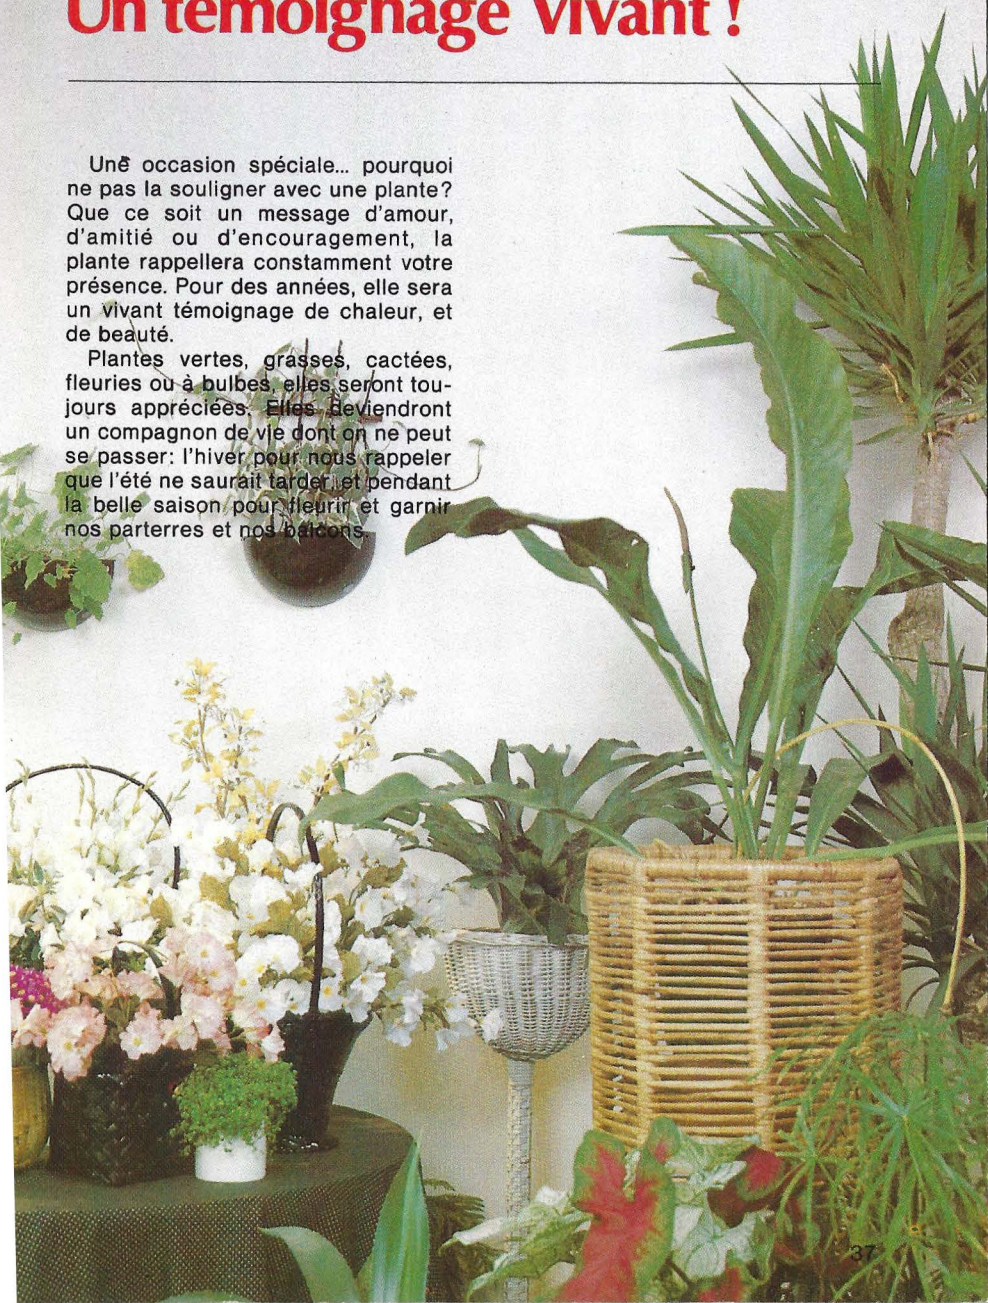 Un témoignage vivant !
Une occasion spéciale... pourquoi
ne pas la souligner avec une plante?
Que ce soit un message d'amour,
d'amitié ou d'encouragement, la
plante rappellera constamment votre
présence. Pour des années, elle sera
un vivant témoignage de chaleur, et
de beauté.
Plantes vertes, grasses, cactées,
fleuries ou à bulbes, elles seront tou-
jours appréciées. Elles deviendront
un compagnon de vie dont on ne peut
se passer: l'hiver pour nous rappeler
que l'été ne saurait tarder, et pendant
la belle saison pour fleurir et garnir
nos parterres et nos balcons.
37